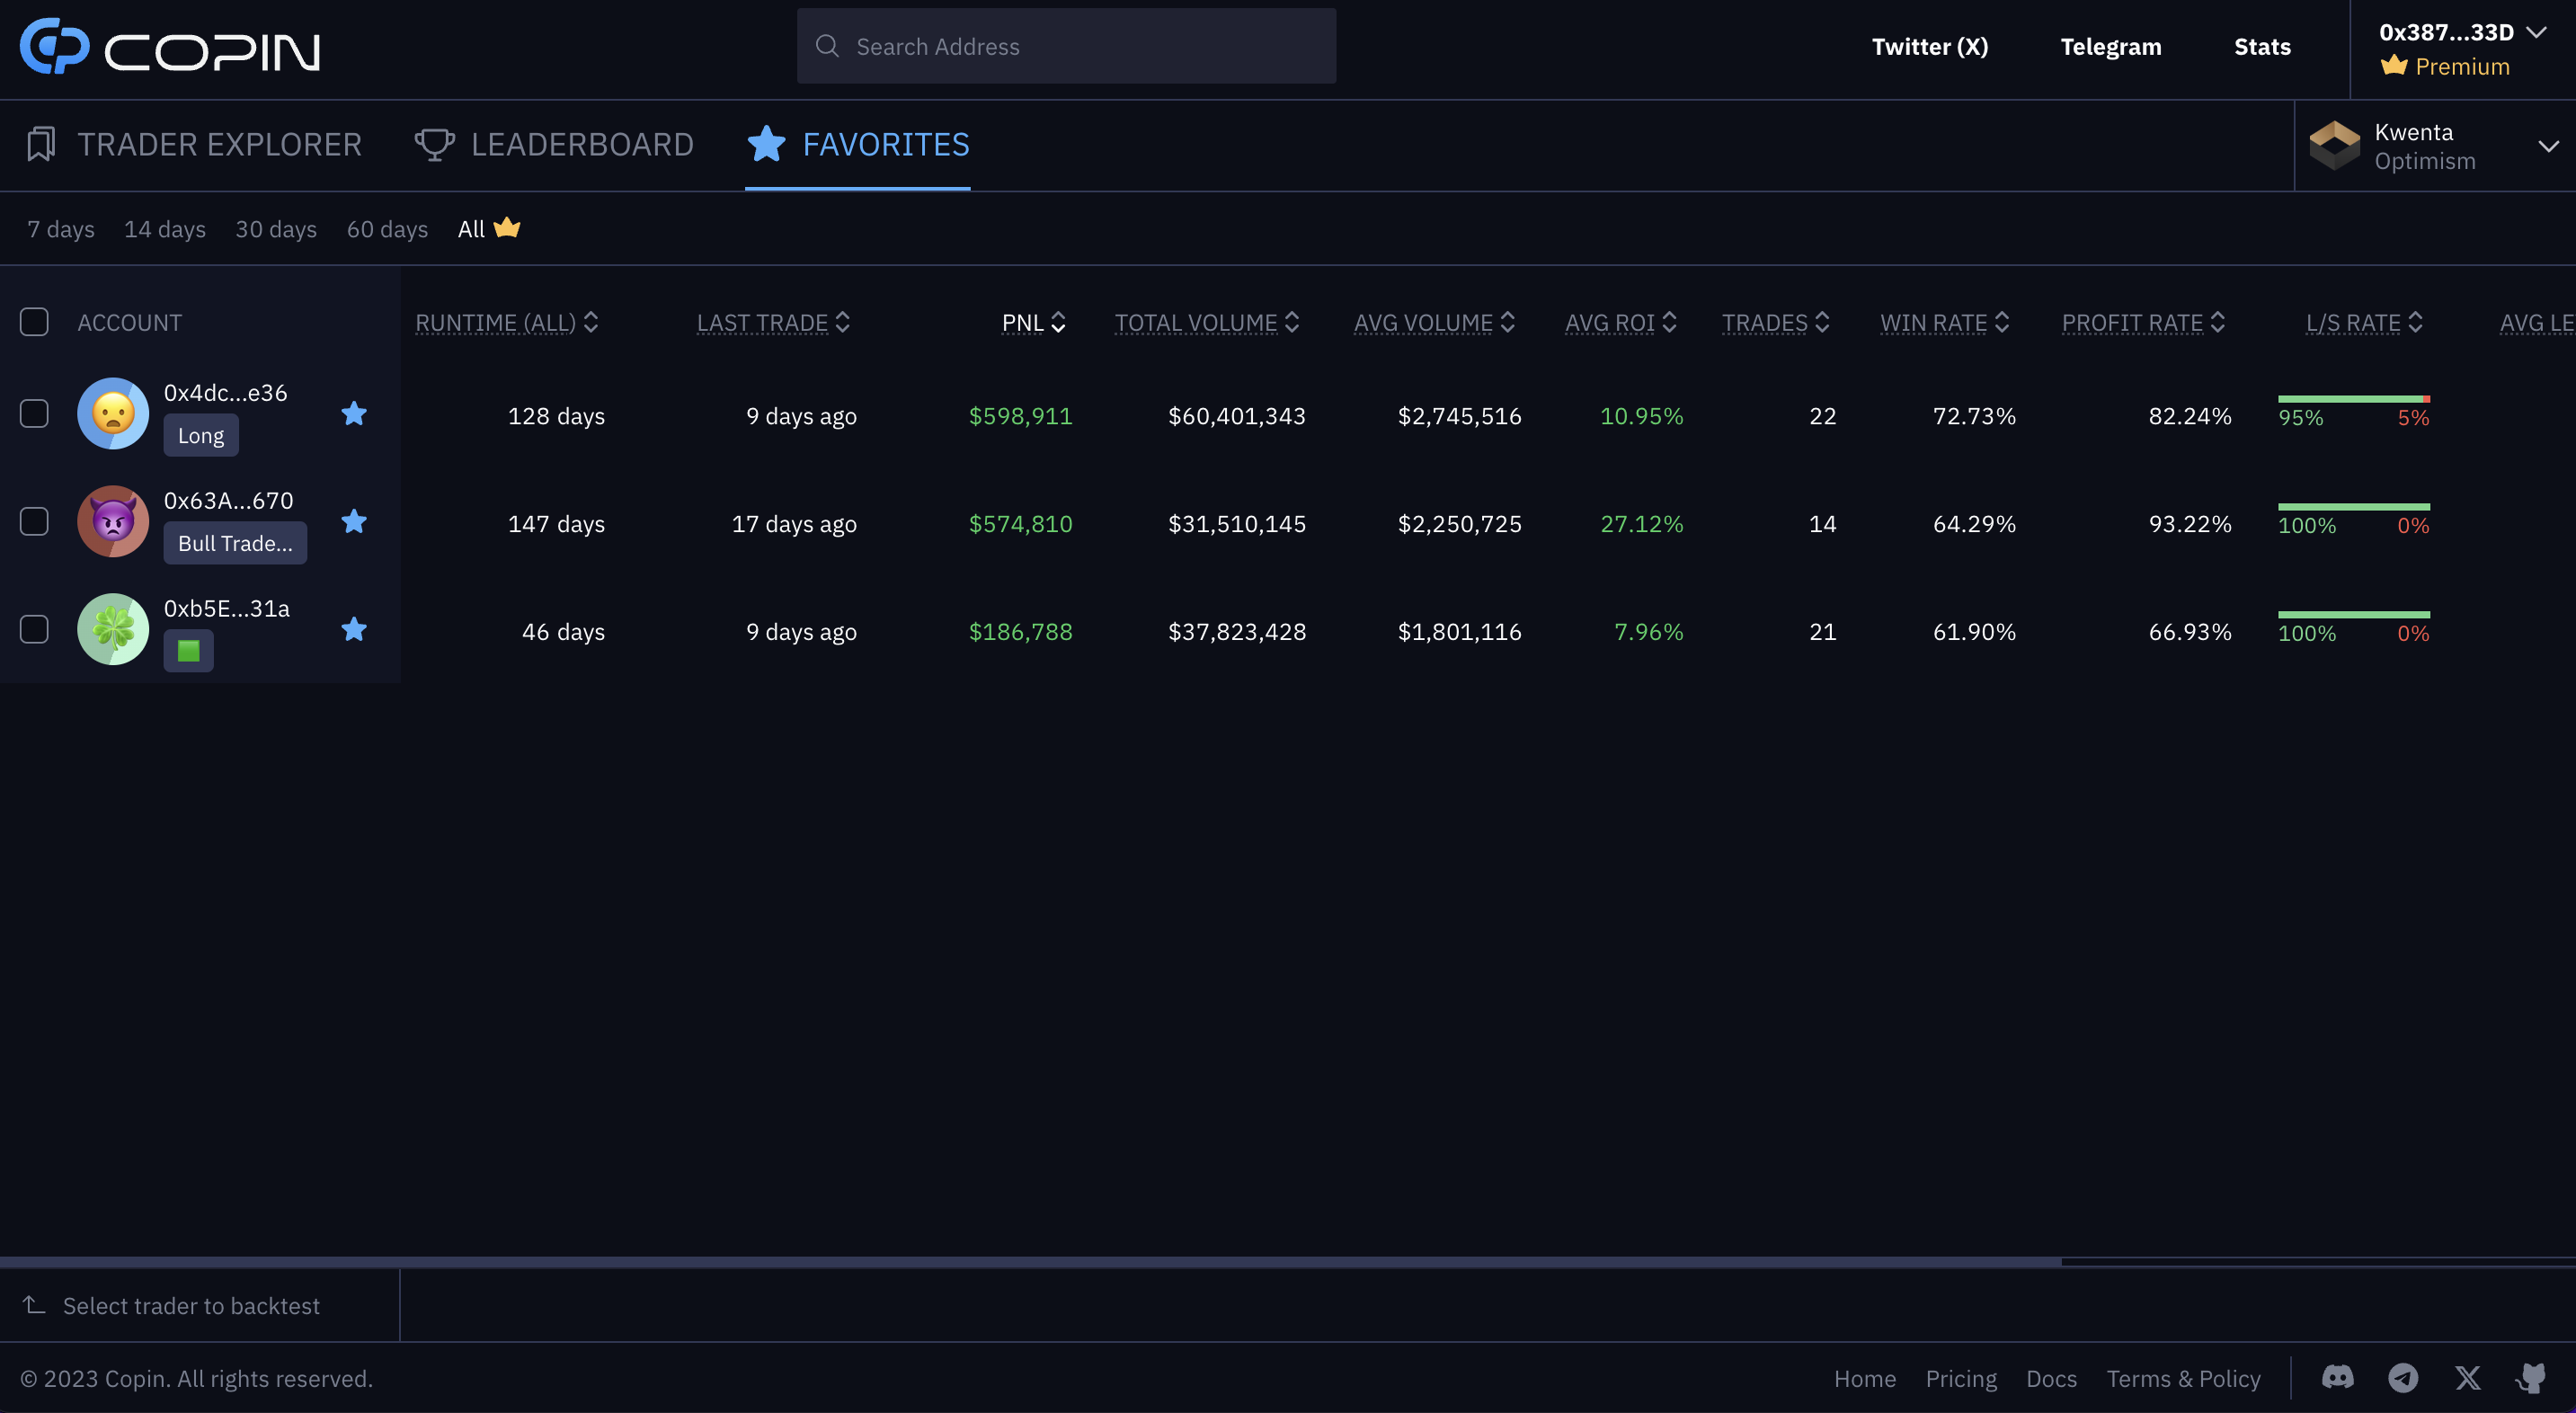 COPIN
Search Address
Twitter (X)
Telegram
Stats
0x387...33D
Premium
TRADER EXPLORER
LEADERBOARD
FAVORITES
Kwenta
Optimism
7 days 14 days 30 days 60 days All
ACCOUNT RUNTIME (ALL) LAST TRADE PNL TOTAL VOLUME AVG VOLUME AVG ROI TRADES WIN RATE PROFIT RATE L/S RATE AVG LE
0x4dc...e36
Long
128 days 9 days ago $598,911 $60,401,343 $2,745,516 10.95% 22 72.73% 82.24% 95% 5%
0x63A...670
Bull Trade...
147 days 17 days ago $574,810 $31,510,145 $2,250,725 27.12% 14 64.29% 93.22% 100% 0%
0xb5E...31a
46 days 9 days ago $186,788 $37,823,428 $1,801,116 7.96% 21 61.90% 66.93% 100% 0%
Select trader to backtest
© 2023 Copin. All rights reserved.
Home Pricing Docs Terms & Policy